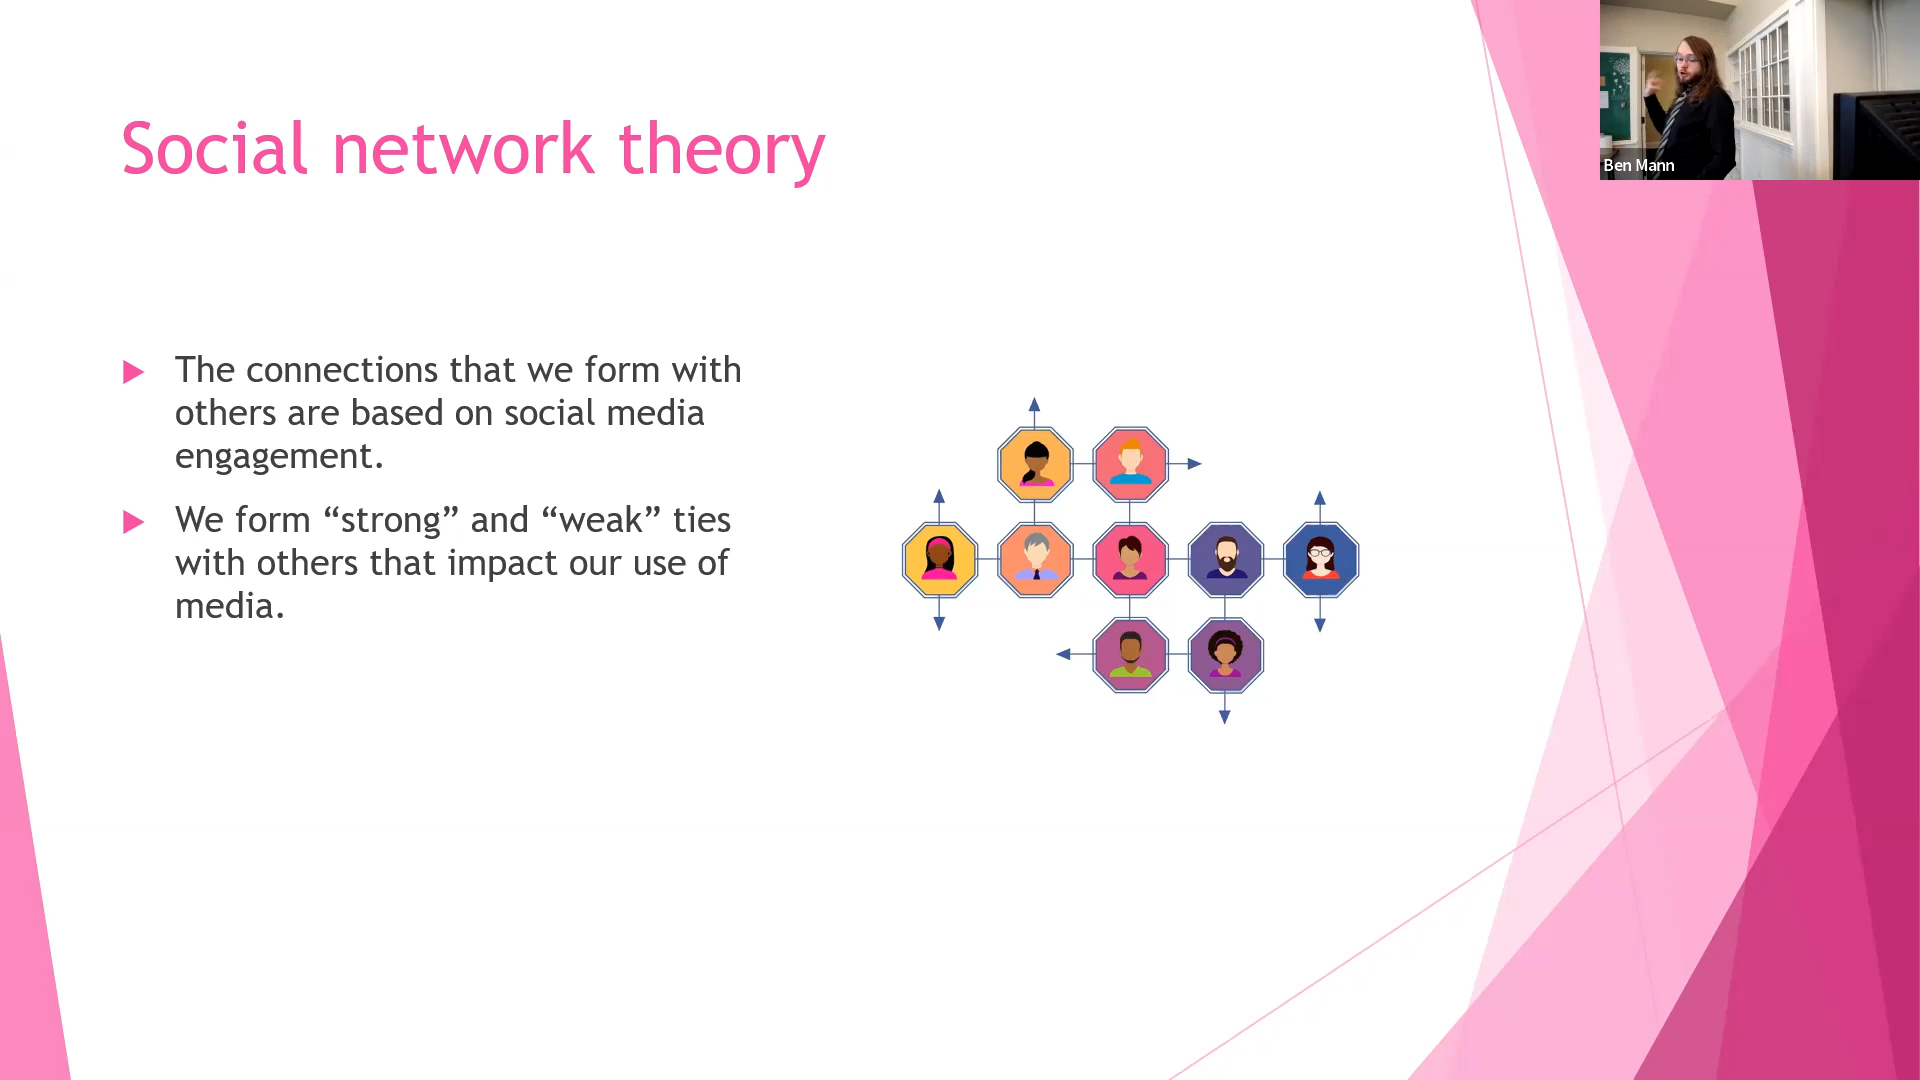 Social network theory
The connections that we form with
others are based on social media
engagement.
We form “strong” and “weak” ties
with others that impact our use of
media.
Ben Mann